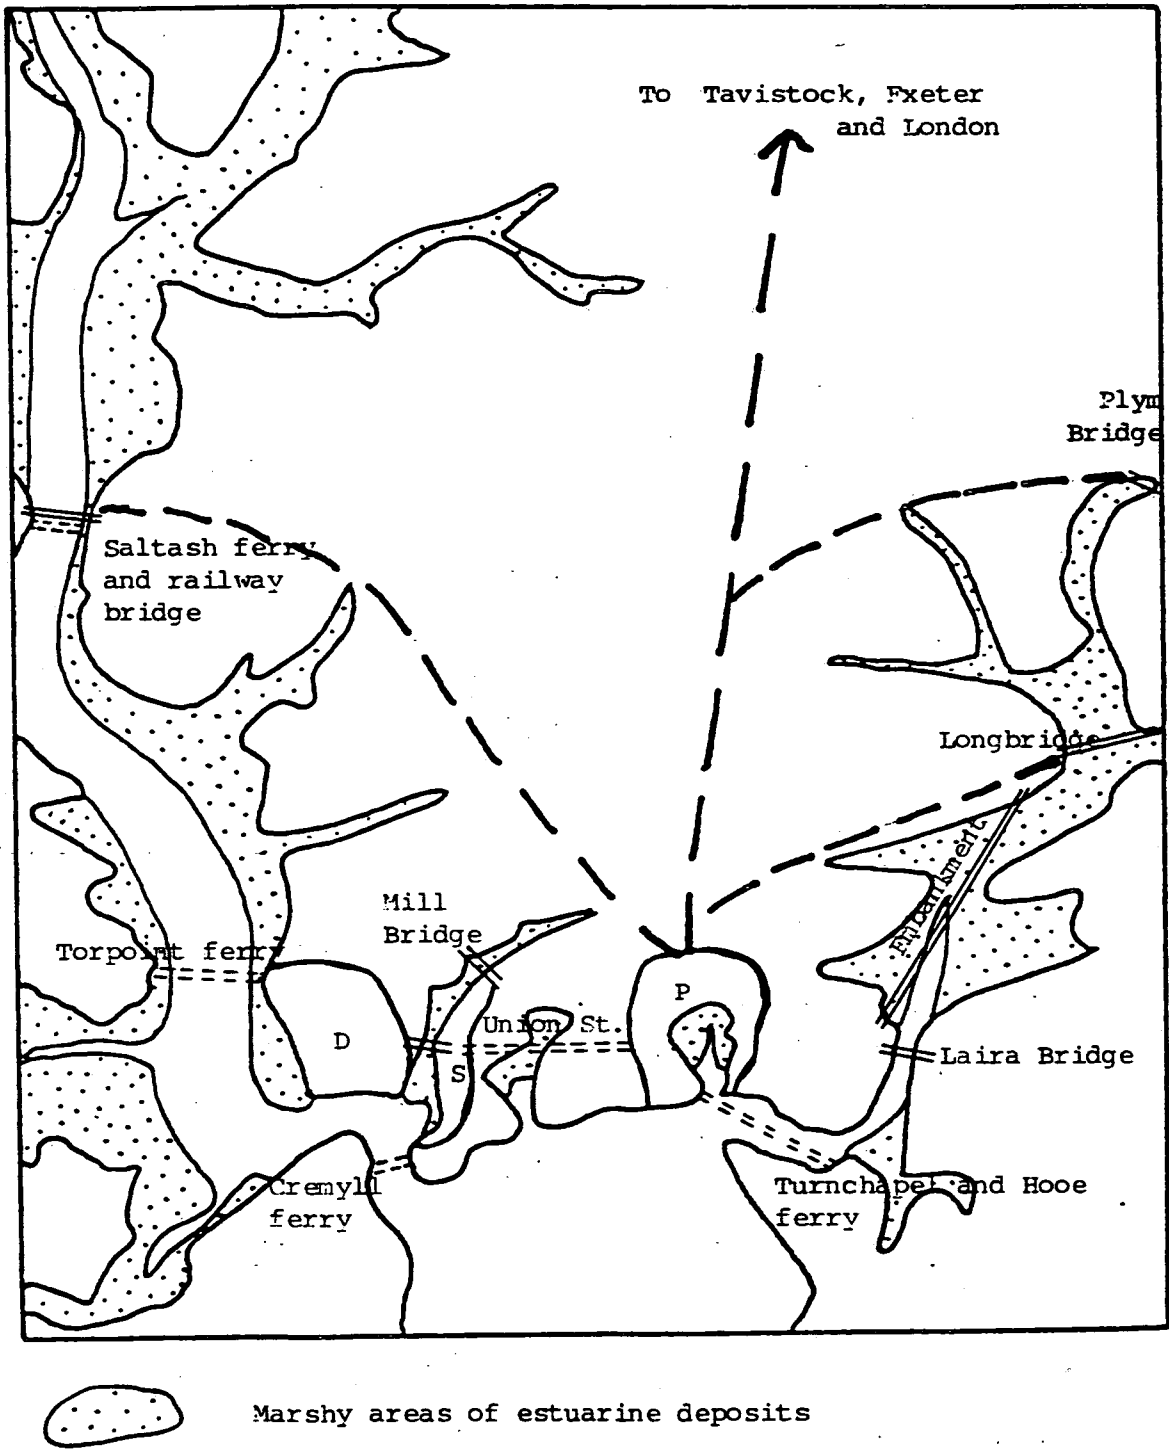 To Tavistock, Exeter
and London
Plym
Bridge
Saltash ferry
and railway
bridge
Longbridge
Embankment
Mill
Bridge
Torpoint ferry
P
Union St.
D
Laira Bridge
S
Cremyll
ferry
Turnchapel and Hooe
ferry
Marshy areas of estuarine deposits